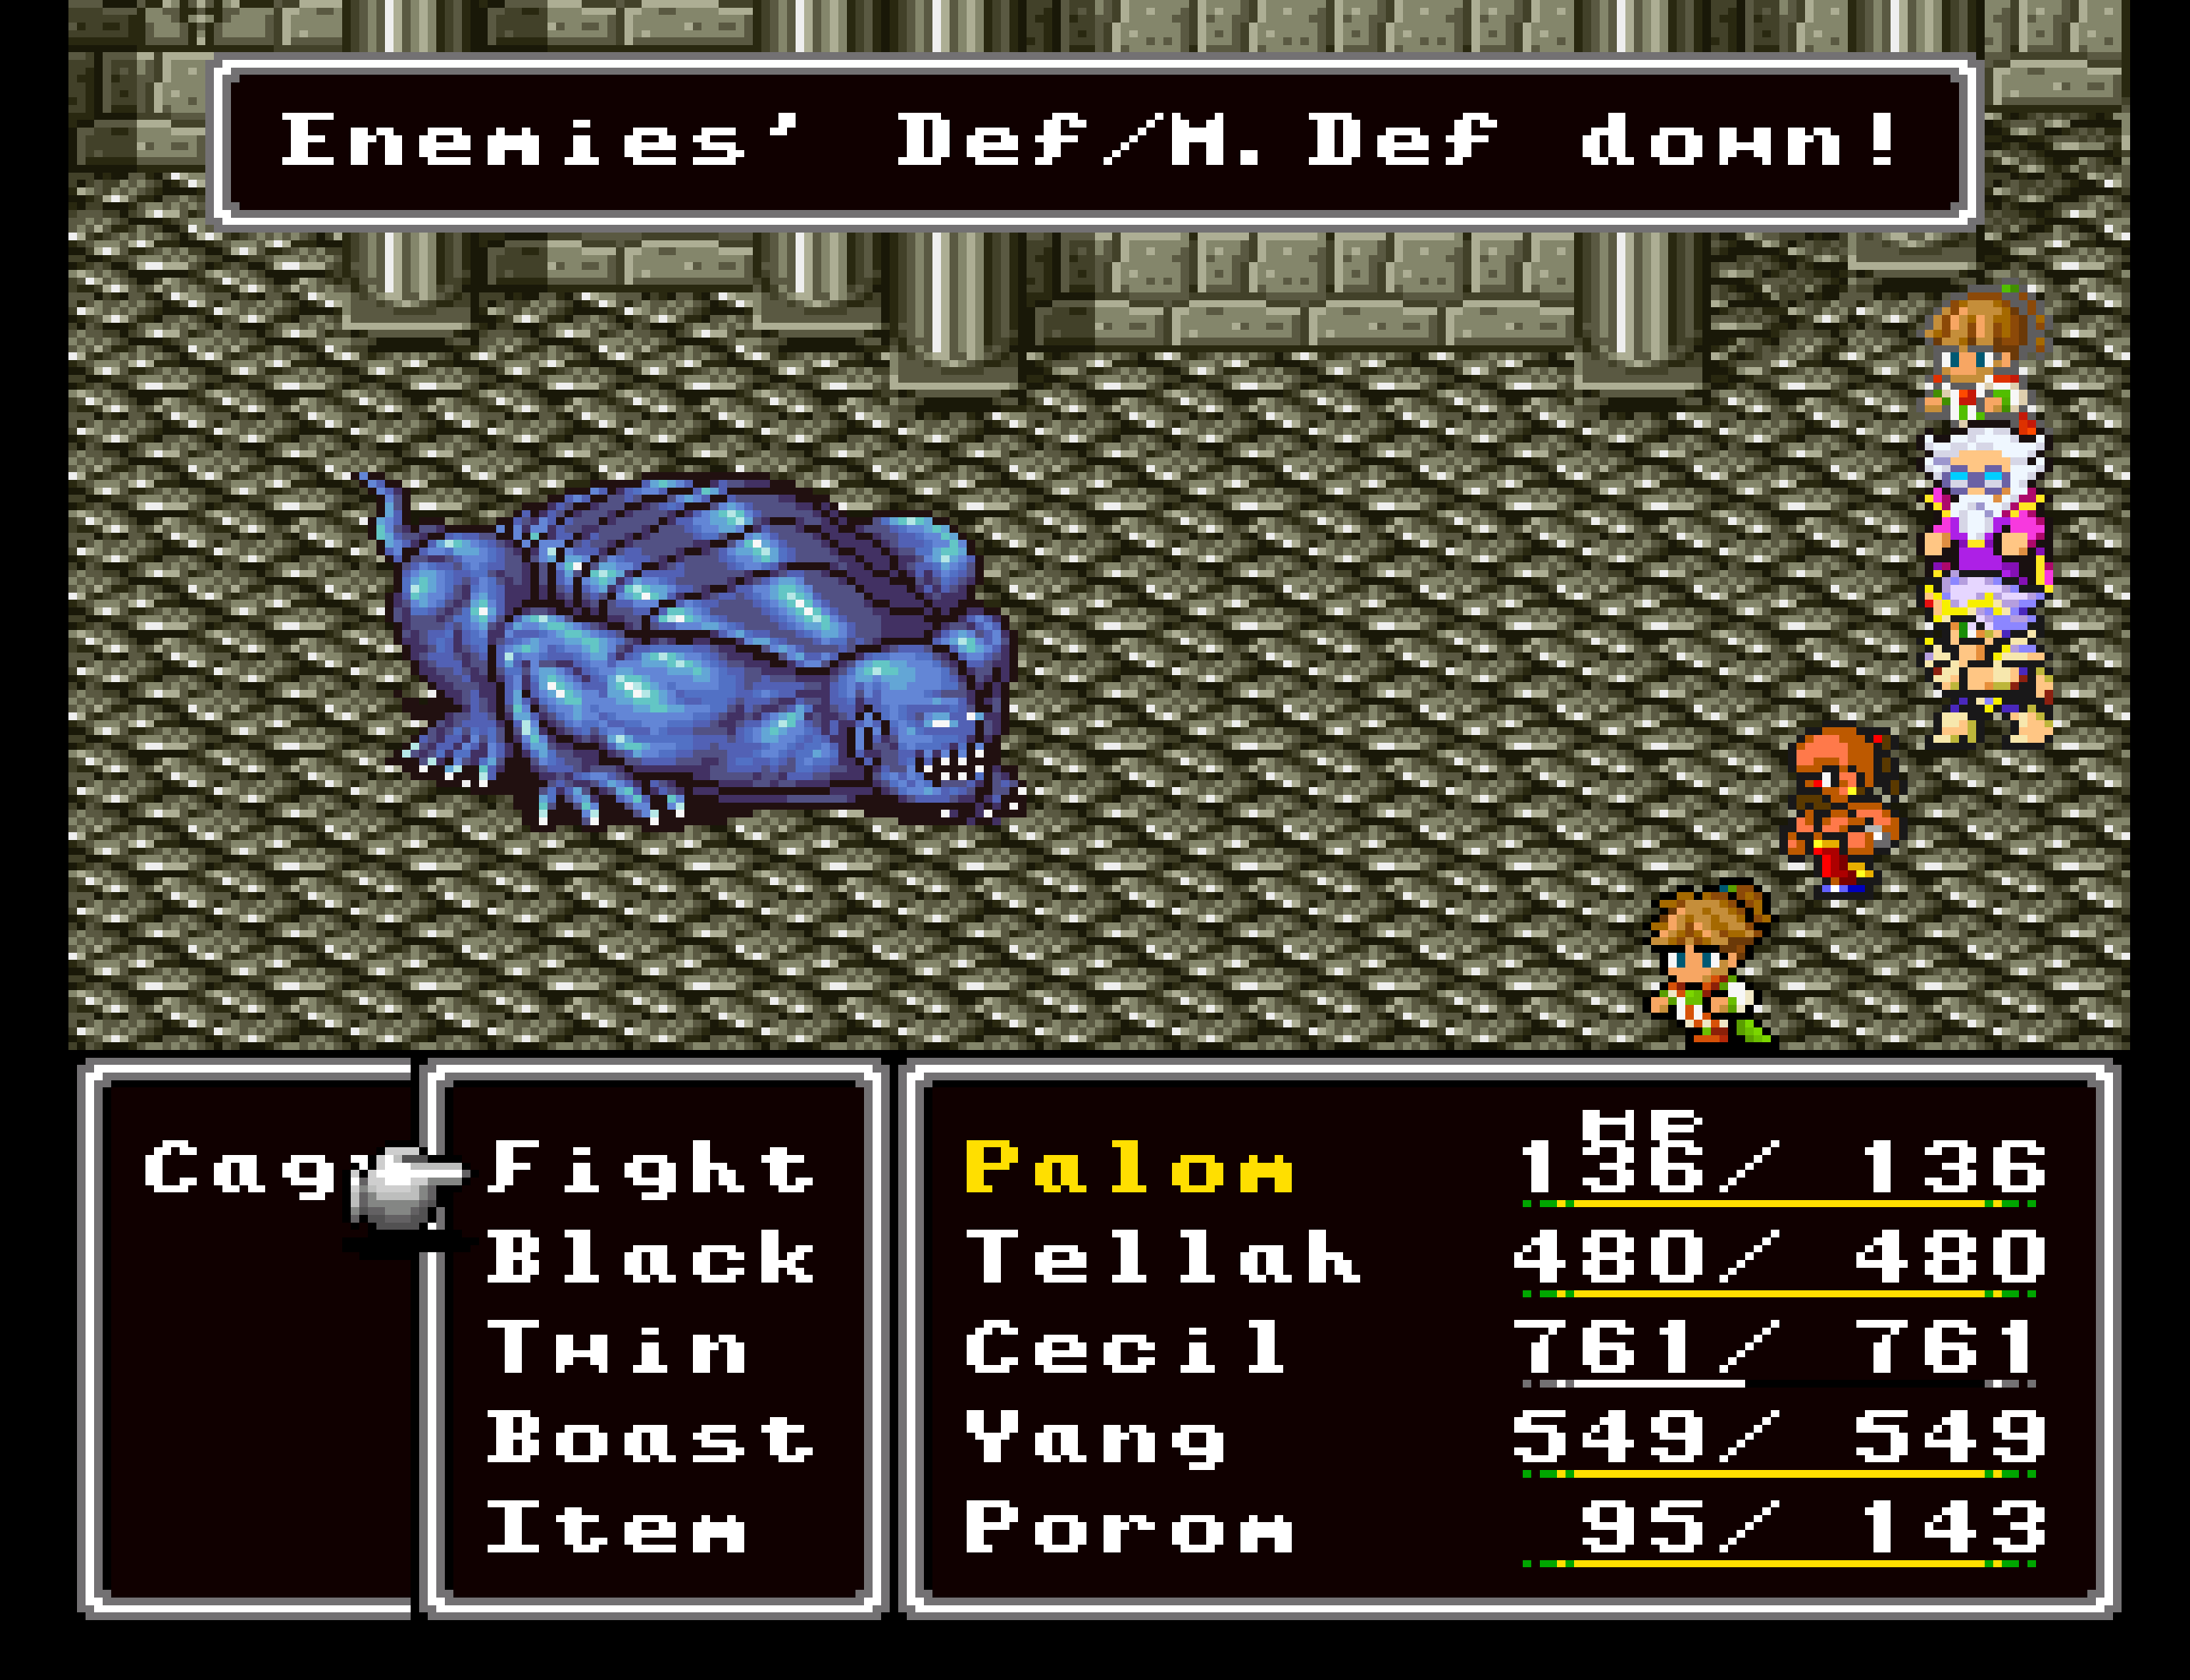 Enemies' Def/M.Def down!
Cag
Fight
Black
Twin
Boast
Item
Palom 136/ 136
Tellah 480/ 480
Cecil 761/ 761
Yang 549/ 549
Porom 95/ 143